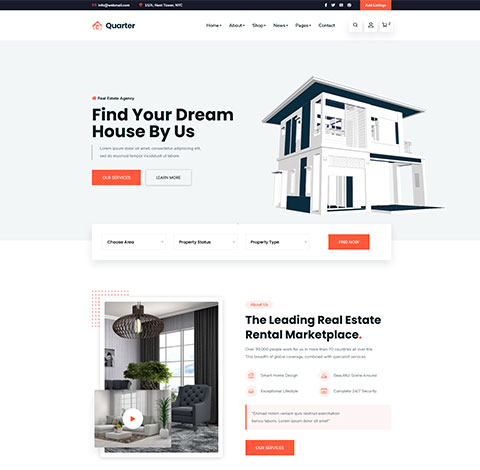 info@webmail.com
15/A, Nest Tower, NYC
Add Listings
Quarter
Home
About
Shop
News
Pages
Contact
Real Estate Agency
Find Your Dream
House By Us
Lorem ipsum dolor sit amet, consectetur adipisicing elit,
sed do eiusmod tempor incididunt ut labore.
OUR SERVICES
LEARN MORE
Choose Area
Property Status
Property Type
FIND NOW
About Us
The Leading Real Estate
Rental Marketplace.
Over 39,000 people work for us in more than 70 countries all over the
This breadth of global coverage, combined with specialist services
Smart Home Design
Beautiful Scene Around
Exceptional Lifestyle
Complete 24/7 Security
"Enimad minim veniam quis nostrud exercitation
llamco laboris. Lorem ipsum dolor sit amet"
OUR SERVICES